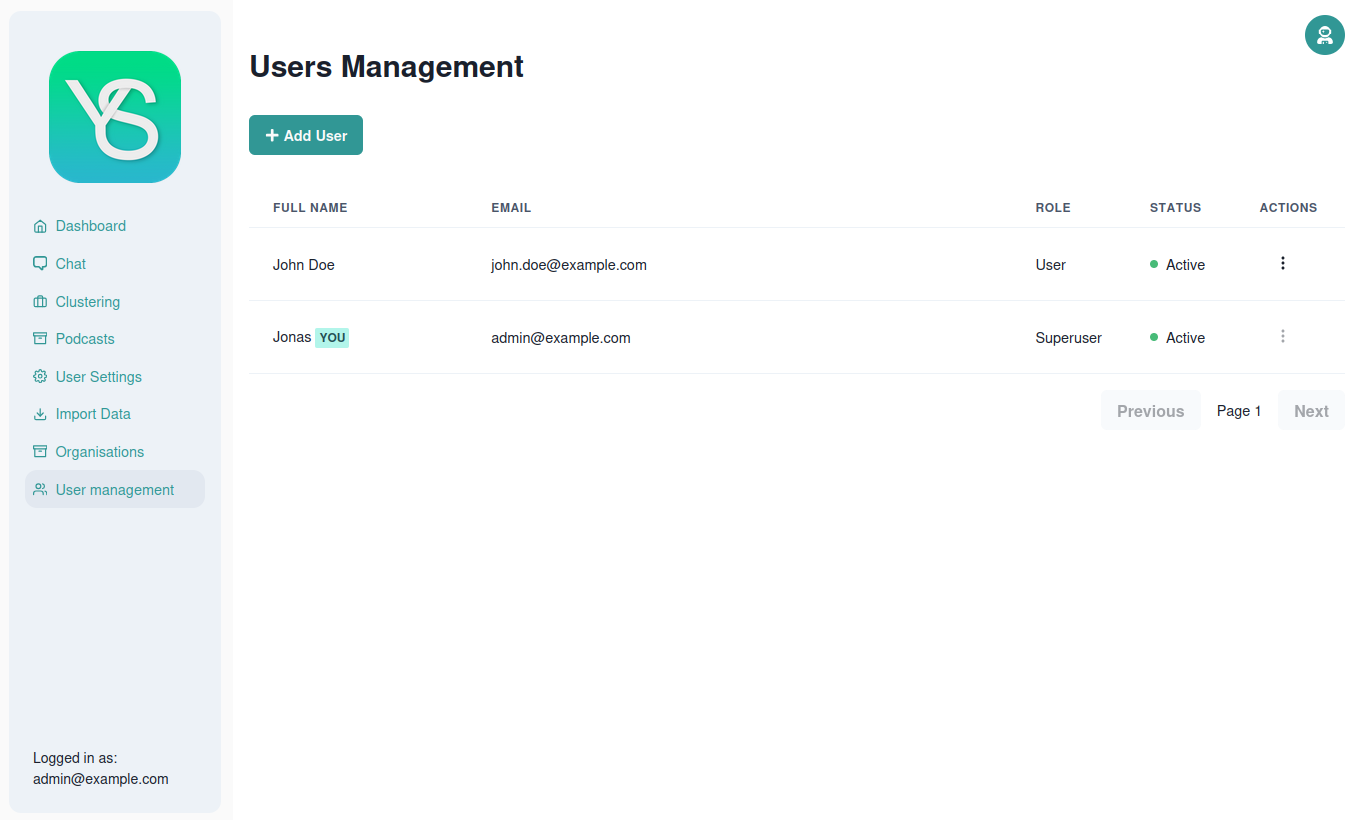 YS
Dashboard
Chat
Clustering
Podcasts
User Settings
Import Data
Organisations
User management
Logged in as:
admin@example.com
Users Management
Add User
FULL NAME EMAIL ROLE STATUS ACTIONS
John Doe john.doe@example.com User Active
Jonas YOU admin@example.com Superuser Active
Previous Page 1 Next